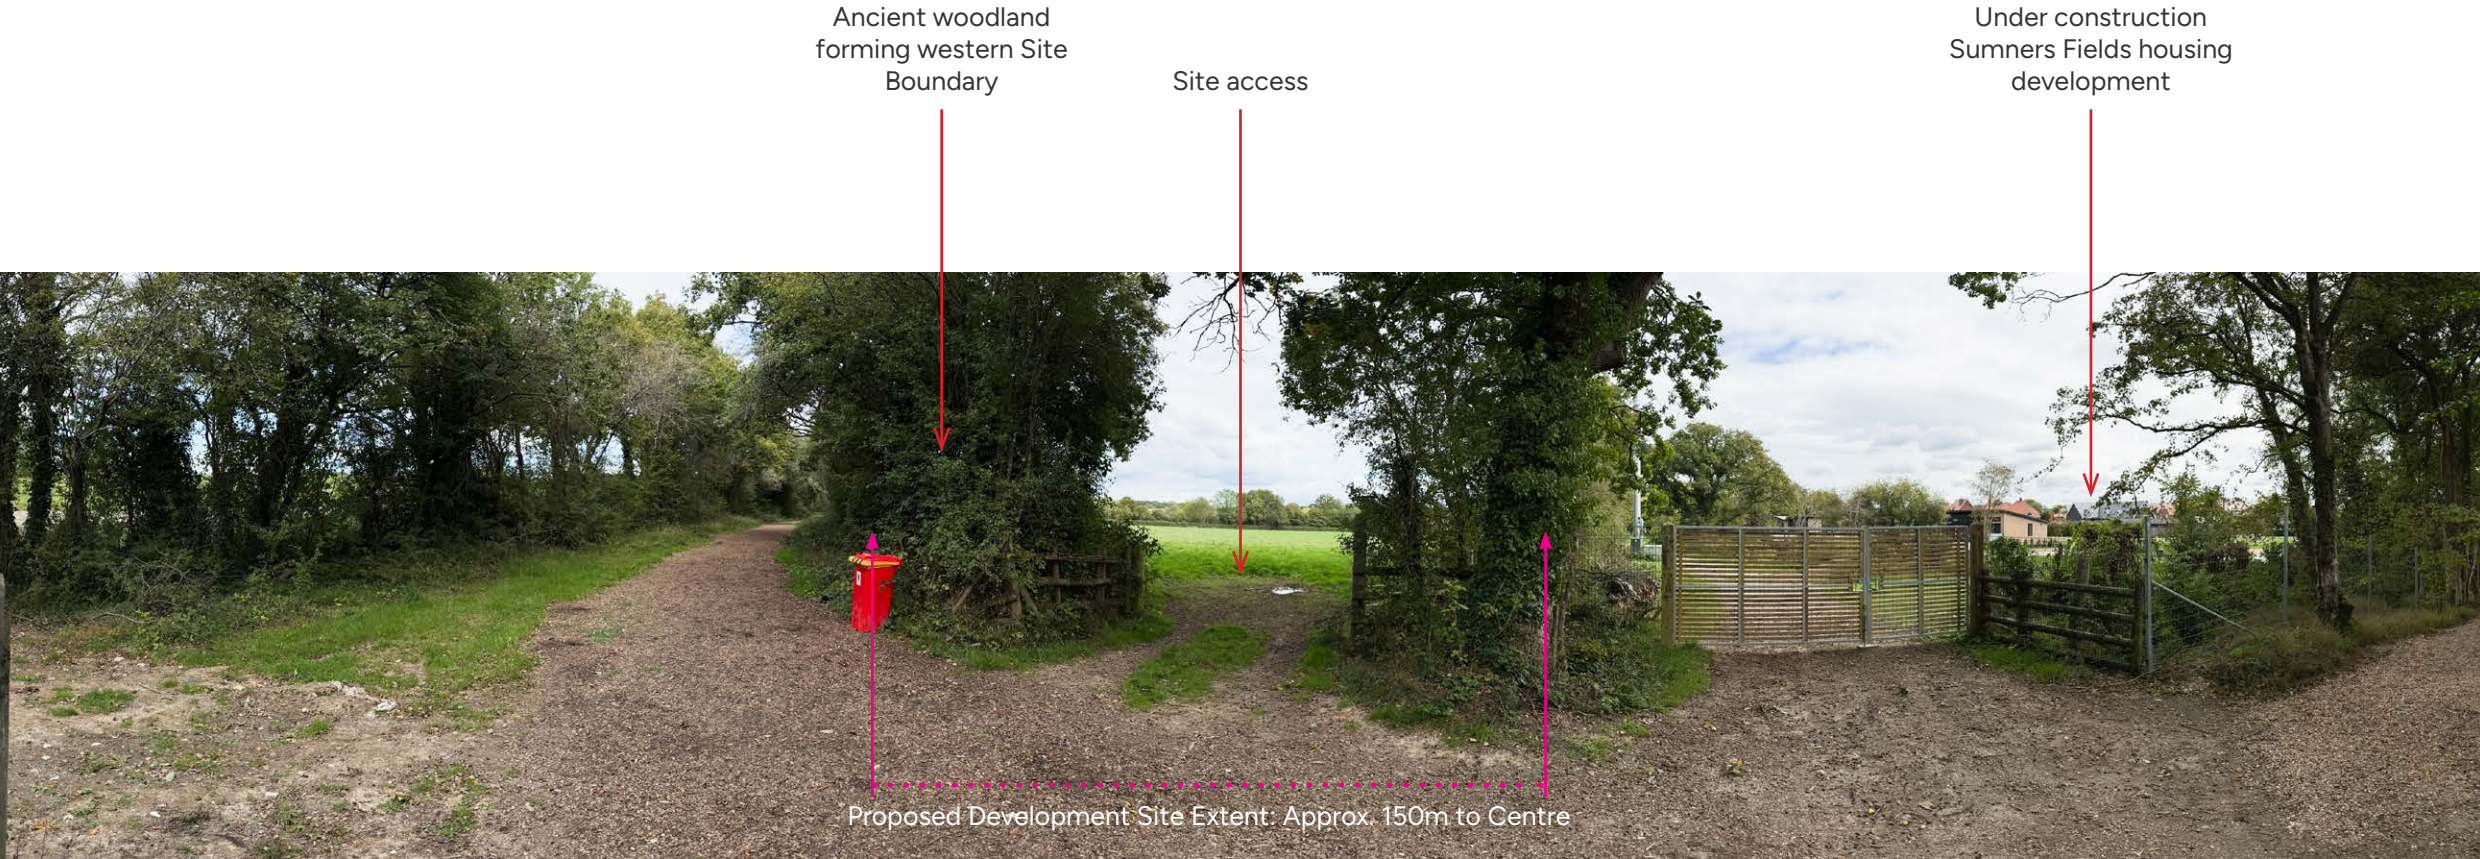 Ancient woodland
forming western Site
Boundary
Site access
Under construction
Sumners Fields housing
development
Proposed Development Site Extent: Approx. 150m to Centre